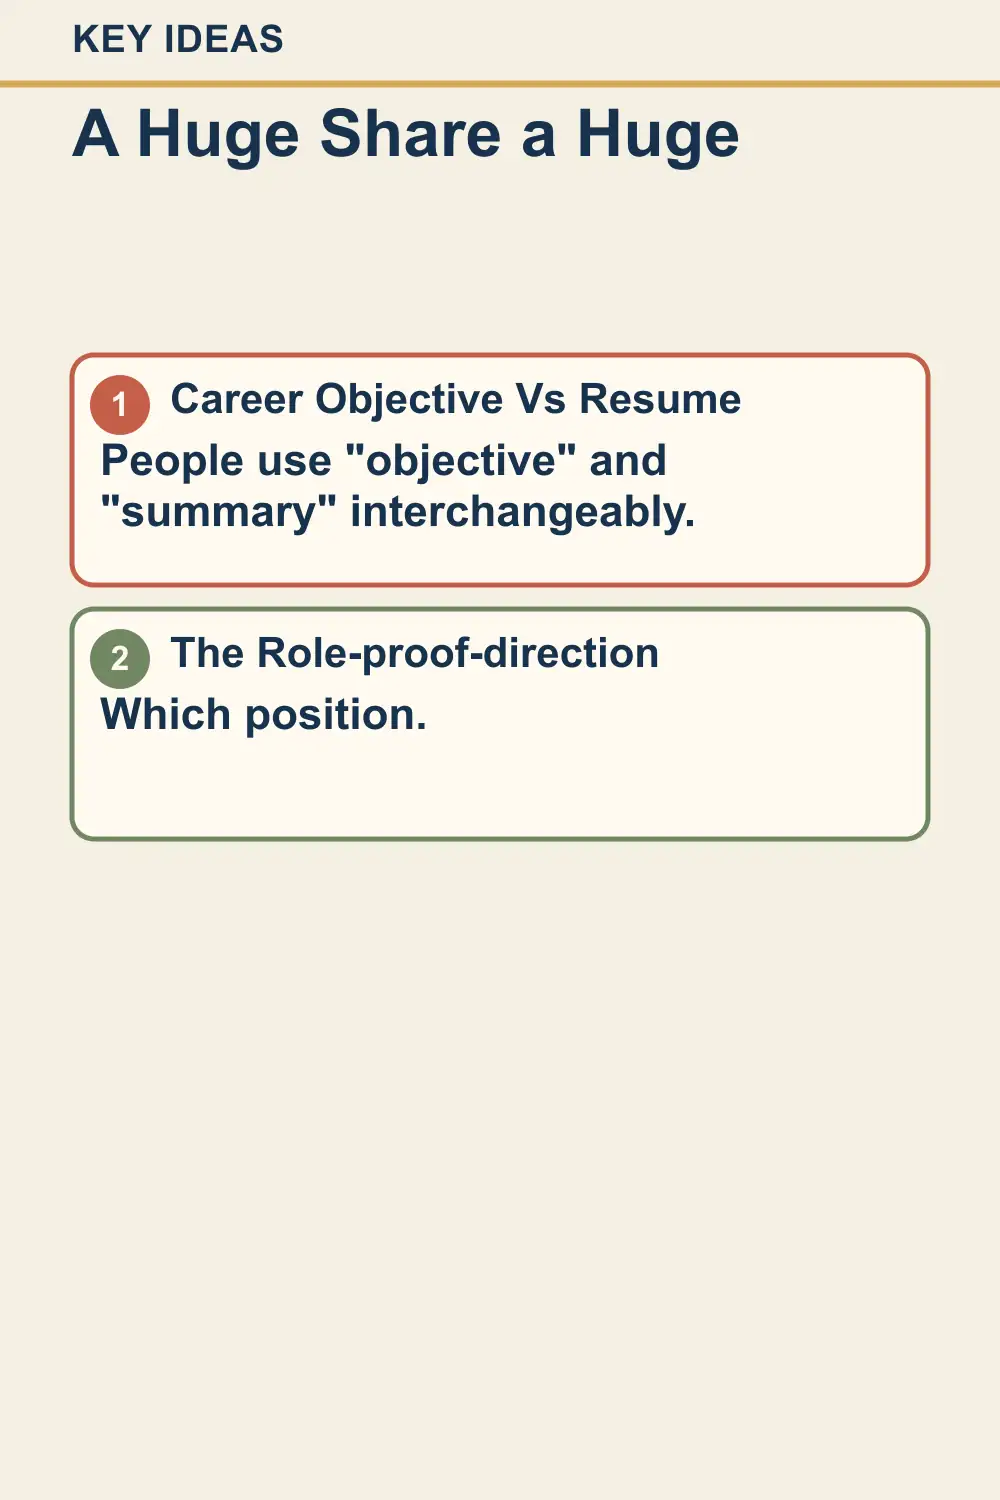 KEY IDEAS
A Huge Share a Huge
1 Career Objective Vs Resume
People use "objective" and
"summary" interchangeably.
2 The Role-proof-direction
Which position.